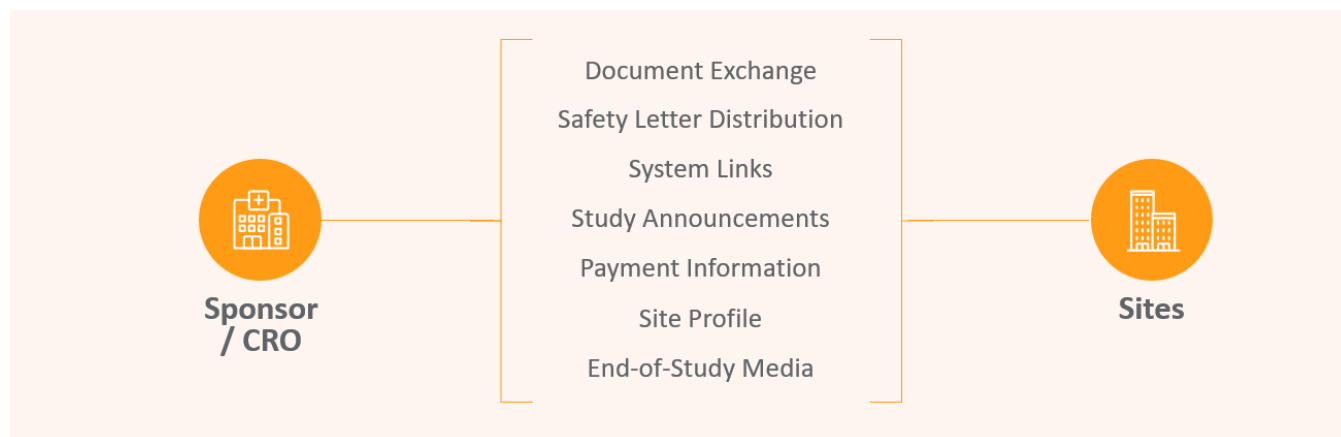 Document Exchange
Safety Letter Distribution
System Links
Study Announcements
Payment Information
Site Profile
End-of-Study Media
Sponsor
/ CRO
Sites